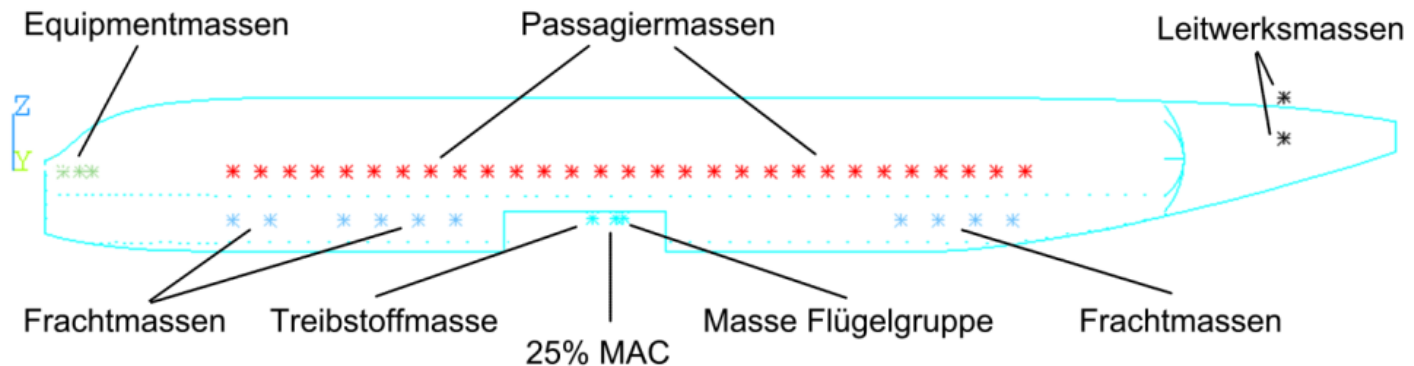 Equipmentmassen
Passagiermassen
Leitwerksmassen
Z
Y
Frachtmassen
Treibstoffmasse
Masse Flügelgruppe
Frachtmassen
25% MAC